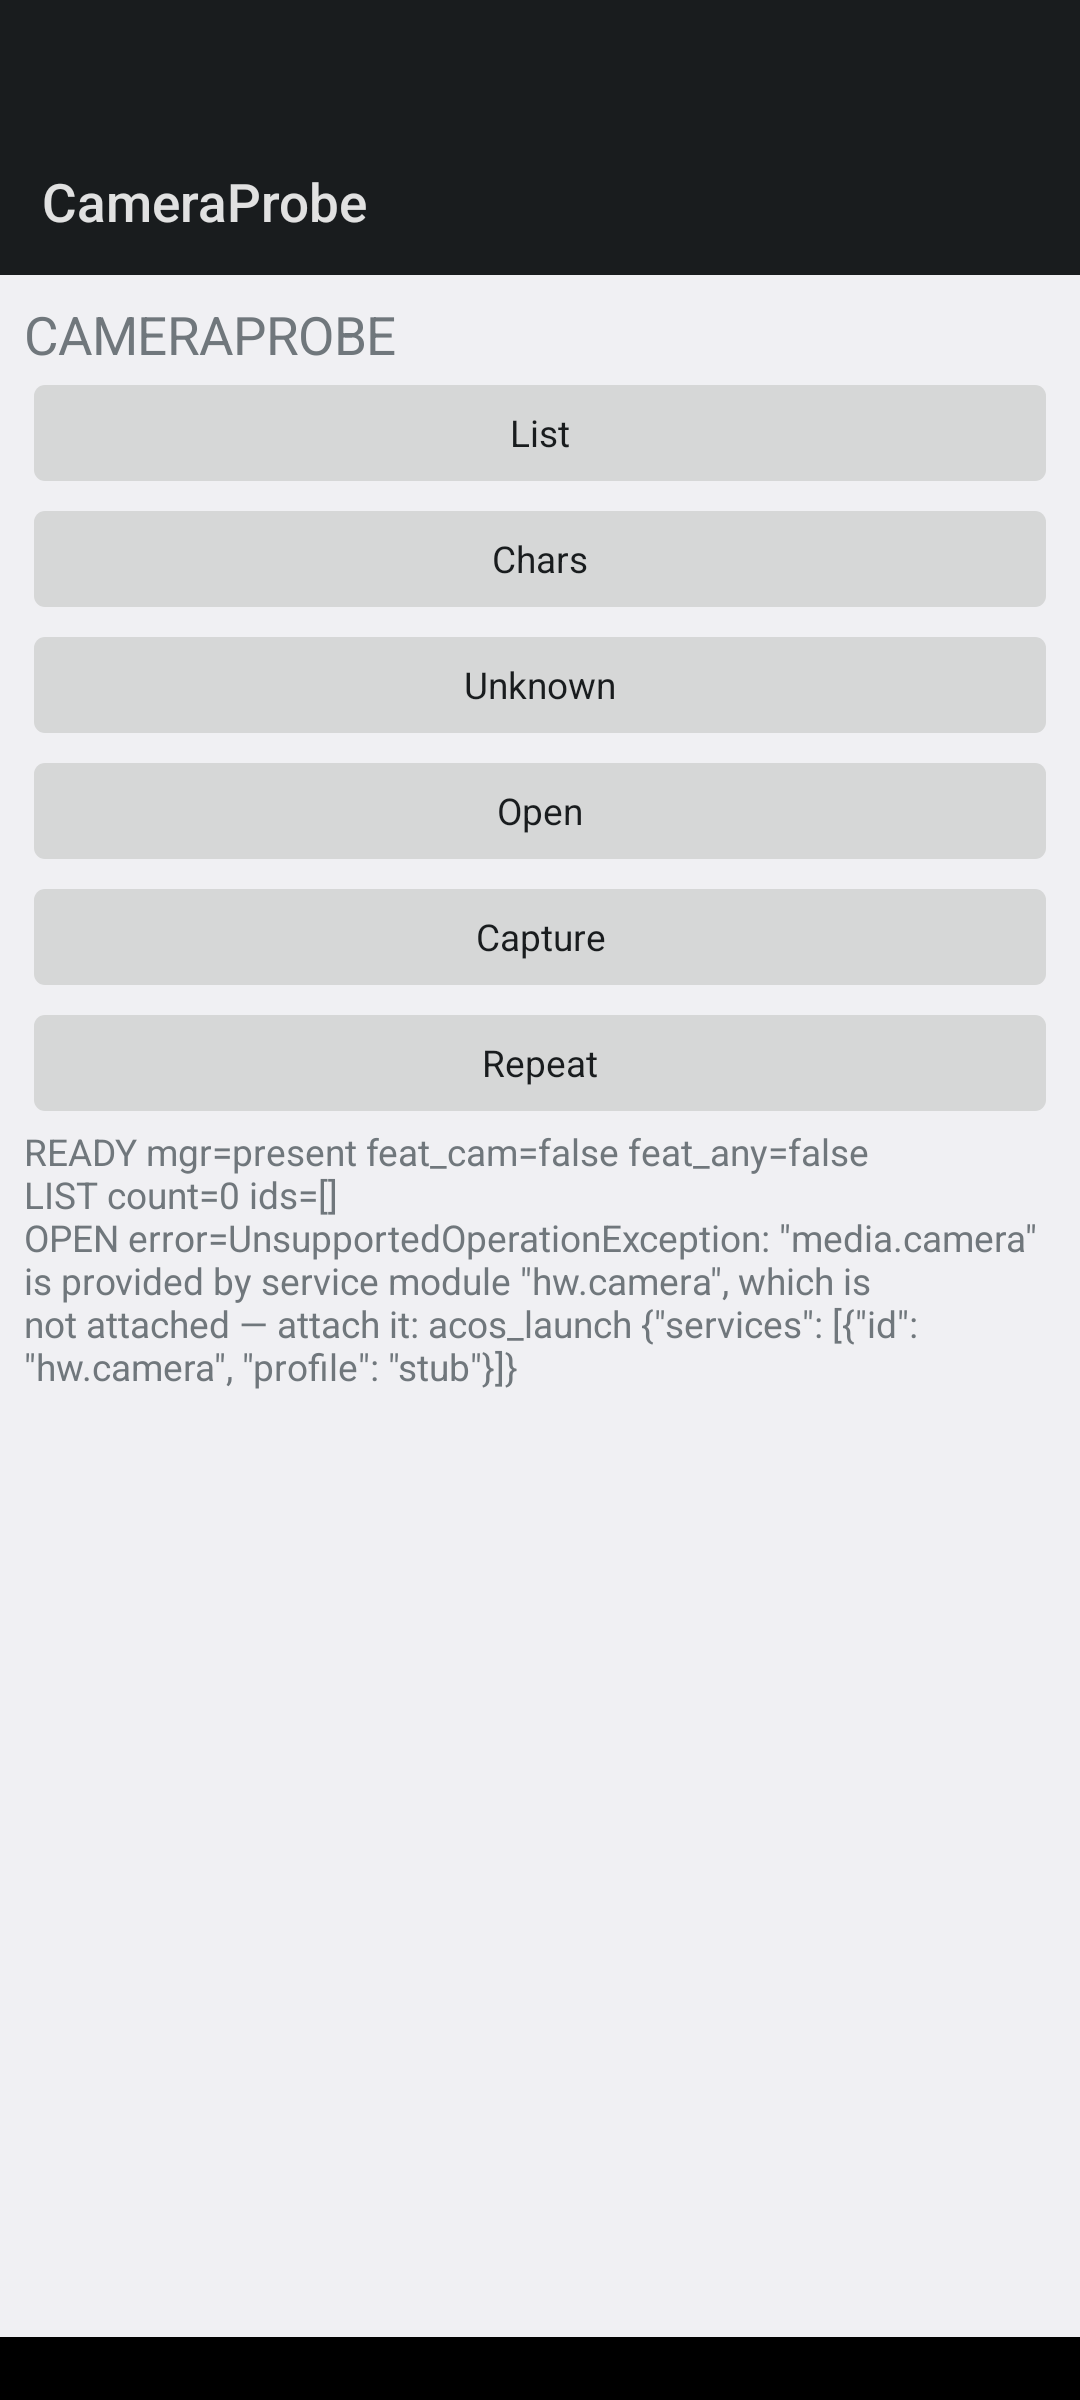 CameraProbe
CAMERAPROBE
List
Chars
Unknown
Open
Capture
Repeat
READY mgr=present feat_cam=false feat_any=false
LIST count=0 ids=[]
OPEN error=UnsupportedOperationException: "media.camera"
is provided by service module "hw.camera", which is
not attached — attach it: acos_launch {"services": [{"id":
"hw.camera", "profile": "stub"}]}